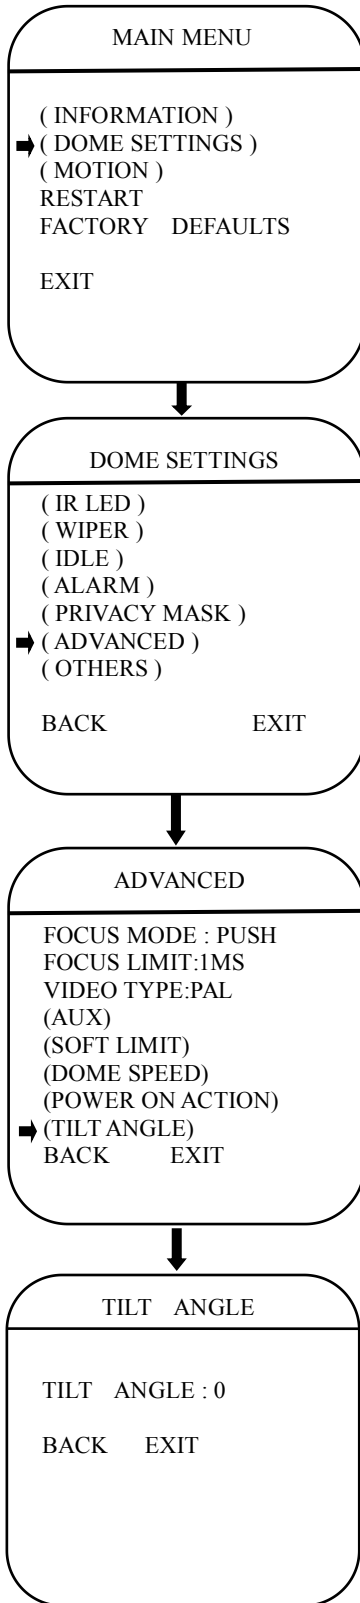 MAIN MENU
( INFORMATION )
( DOME SETTINGS )
( MOTION )
RESTART
FACTORY DEFAULTS
EXIT
DOME SETTINGS
( IR LED )
( WIPER )
( IDLE )
( ALARM )
( PRIVACY MASK )
( ADVANCED )
( OTHERS )
BACK EXIT
ADVANCED
FOCUS MODE : PUSH
FOCUS LIMIT:1MS
VIDEO TYPE:PAL
(AUX)
(SOFT LIMIT)
(DOME SPEED)
(POWER ON ACTION)
(TILT ANGLE)
BACK EXIT
TILT ANGLE
TILT ANGLE : 0
BACK EXIT